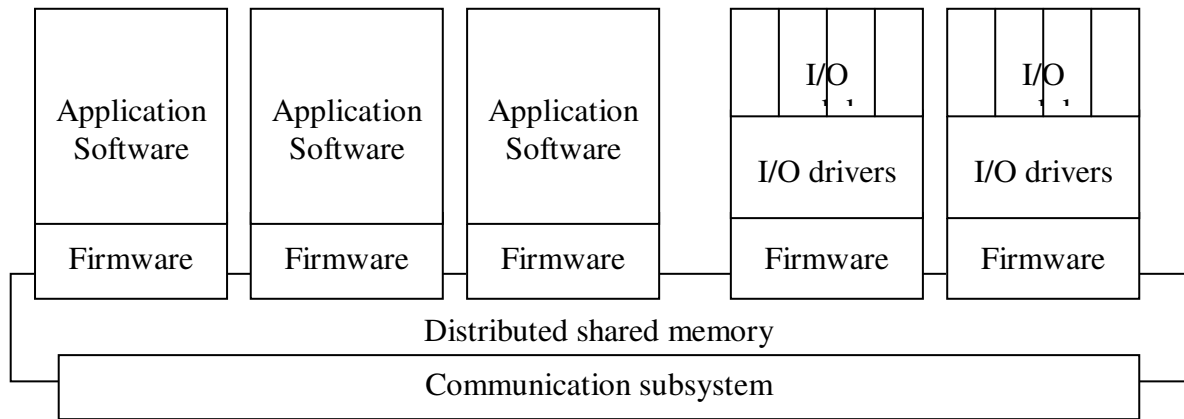 Application
Software
Application
Software
Application
Software
I/O
I/O
I/O drivers
I/O drivers
Firmware
Firmware
Firmware
Firmware
Firmware
Distributed shared memory
Communication subsystem